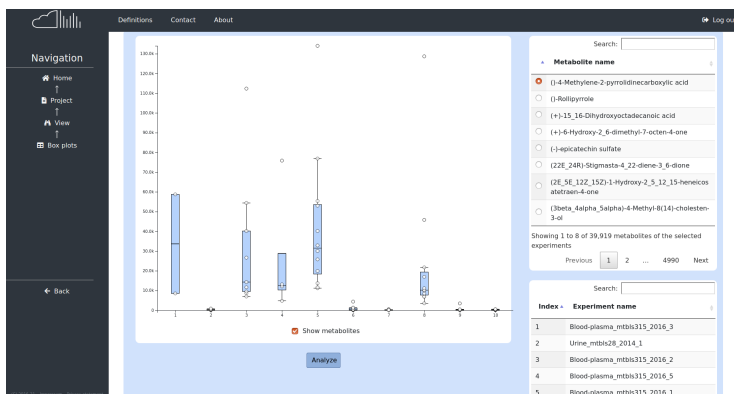 Definitions Contact About Log ou
Navigation
Home
Project
View
Box plots
Back
130.0k
120.0k
110.0k
100.0k
90.0k
80.0k
70.0k
60.0k
50.0k
40.0k
30.0k
20.0k
10.0k
0
1 2 3 4 5 6 7 8 9 10
Show metabolites
Analyze
Search:
Metabolite name
()-4-Methylene-2-pyrrolidinecarboxylic acid
()-Rollipyrrole
(+)-15_16-Dihydroxyoctadecanoic acid
(+)-6-Hydroxy-2_6-dimethyl-7-octen-4-one
(-)-epicatechin sulfate
(22E_24R)-Stigmasta-4_22-diene-3_6-dione
(2E_5E_12Z_15Z)-1-Hydroxy-2_5_12_15-heneicos
atetraen-4-one
(3beta_4alpha_5alpha)-4-Methyl-8(14)-cholesten-
3-ol
Showing 1 to 8 of 39,919 metabolites of the selected
experiments
Previous 1 2 ... 4990 Next
Search:
Index Experiment name
1 Blood-plasma_mtbls315_2016_3
2 Urine_mtbls28_2014_1
3 Blood-plasma_mtbls315_2016_2
4 Blood-plasma_mtbls315_2016_5
5 Blood-plasma_mtbls315_2016_1